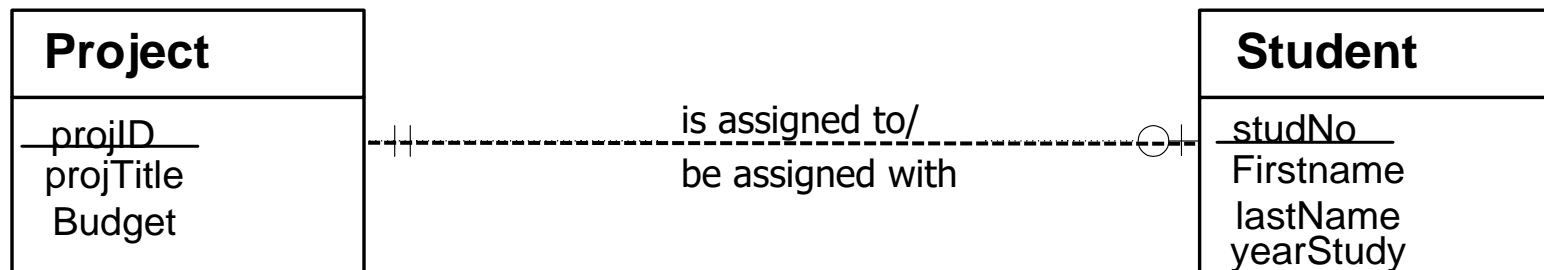 Project
projID
projTitle
Budget
is assigned to/
be assigned with
Student
studNo
Firstname
lastName
yearStudy